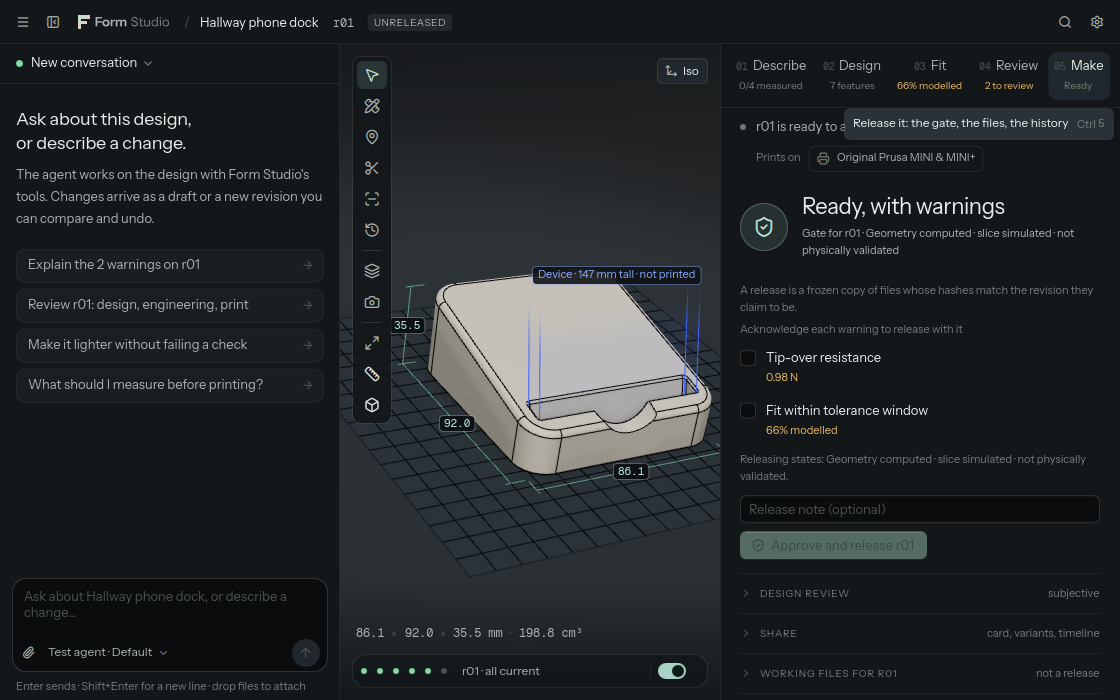 Form Studio / Hallway phone dock r01 UNRELEASED
New conversation
Ask about this design,
or describe a change.
The agent works on the design with Form Studio's
tools. Changes arrive as a draft or a new revision you
can compare and undo.
Explain the 2 warnings on r01
Review r01: design, engineering, print
Make it lighter without failing a check
What should I measure before printing?
Ask about Hallway phone dock, or describe a
change...
Test agent · Default
Enter sends · Shift+Enter for a new line · drop files to attach
Iso
Device · 147 mm tall · not printed
35.5
92.0
86.1
86.1 × 92.0 × 35.5 mm · 198.8 cm³
r01 · all current
01 Describe
0/4 measured
02 Design
7 features
03 Fit
66% modelled
04 Review
2 to review
05 Make
Ready
r01 is ready to a
Release it: the gate, the files, the history Ctrl 5
Prints on Original Prusa MINI & MINI+
Ready, with warnings
Gate for r01 · Geometry computed · slice simulated · not
physically validated
A release is a frozen copy of files whose hashes match the revision they
claim to be.
Acknowledge each warning to release with it
Tip-over resistance
0.98 N
Fit within tolerance window
66% modelled
Releasing states: Geometry computed · slice simulated · not physically
validated.
Release note (optional)
Approve and release r01
DESIGN REVIEW subjective
SHARE card, variants, timeline
WORKING FILES FOR R01 not a release